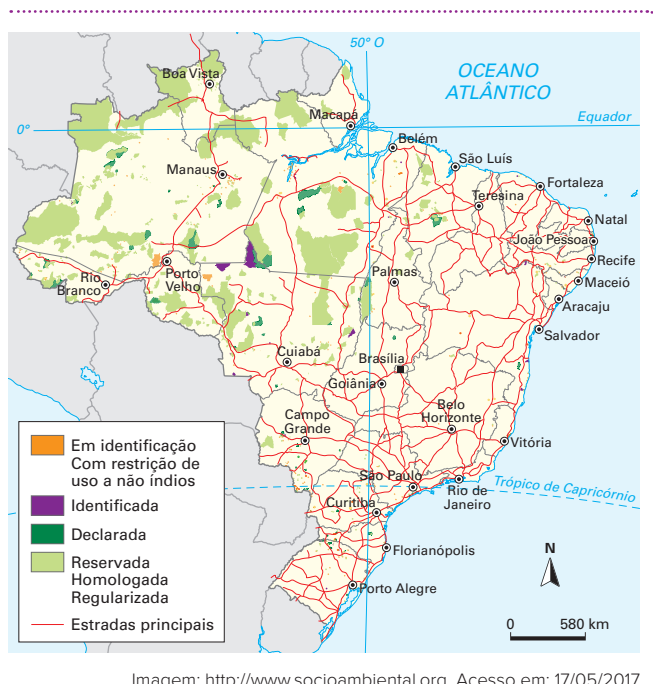 50° O
OCEANO
ATLÂNTICO
Boa Vista
Macapá
Equador
0°
Belém
São Luís
Manaus
Fortaleza
Teresina
Natal
João Pessoa
Recife
Palmas
Porto
Velho
Rio
Branco
Maceió
Aracaju
Salvador
Cuiabá
Brasília
Goiânia
Belo
Horizonte
Campo
Grande
Vitória
São Paulo
Trópico de Capricórnio
Rio de
Janeiro
Curitiba
Florianópolis
Porto Alegre
N
0 580 km
Em identificação
Com restrição de
uso a não índios
Identificada
Declarada
Reservada
Homologada
Regularizada
Estradas principais
Imagem: http://www.socioambiental.org. Acesso em: 17/05/2017